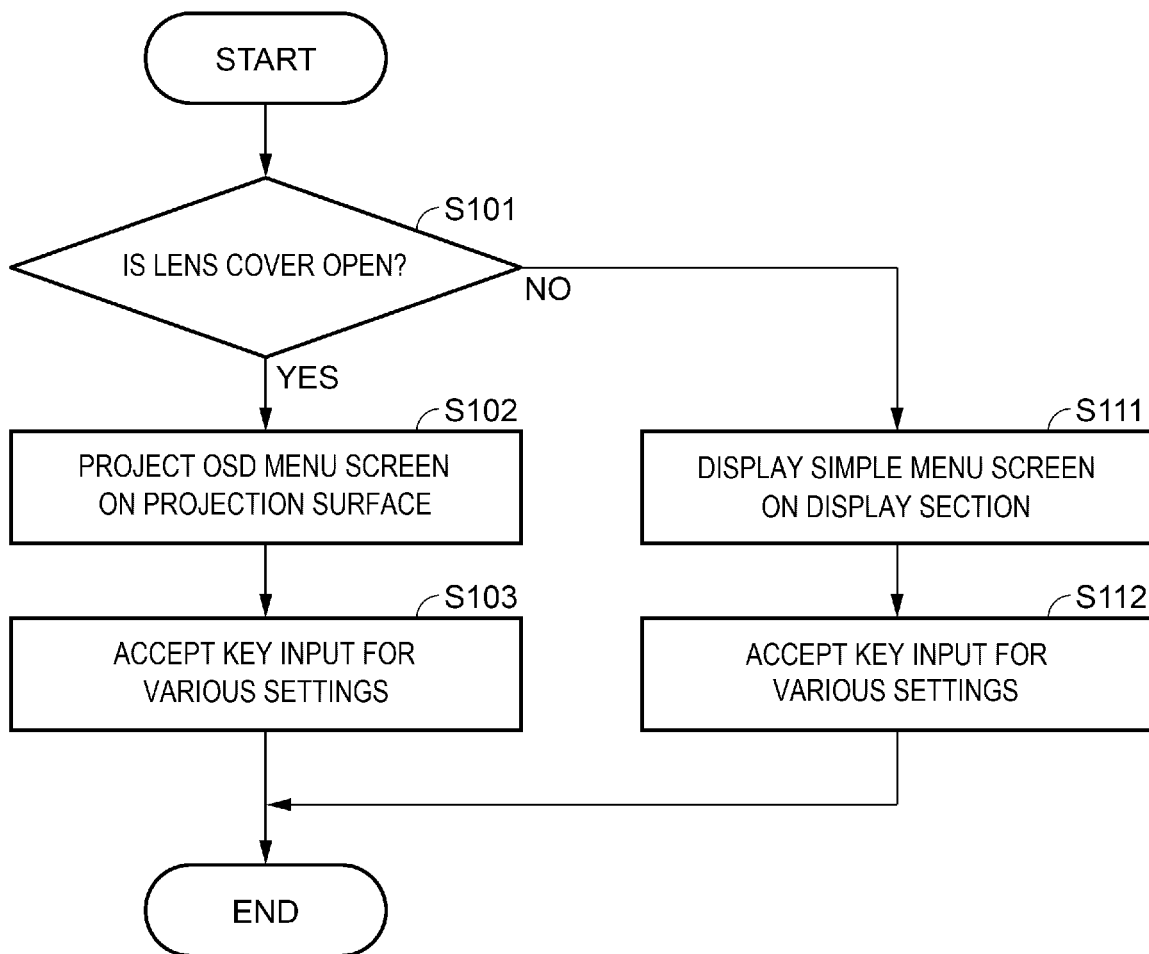 START
S101
IS LENS COVER OPEN?
NO
YES
S102
PROJECT OSD MENU SCREEN
ON PROJECTION SURFACE
S111
DISPLAY SIMPLE MENU SCREEN
ON DISPLAY SECTION
S103
ACCEPT KEY INPUT FOR
VARIOUS SETTINGS
S112
ACCEPT KEY INPUT FOR
VARIOUS SETTINGS
END